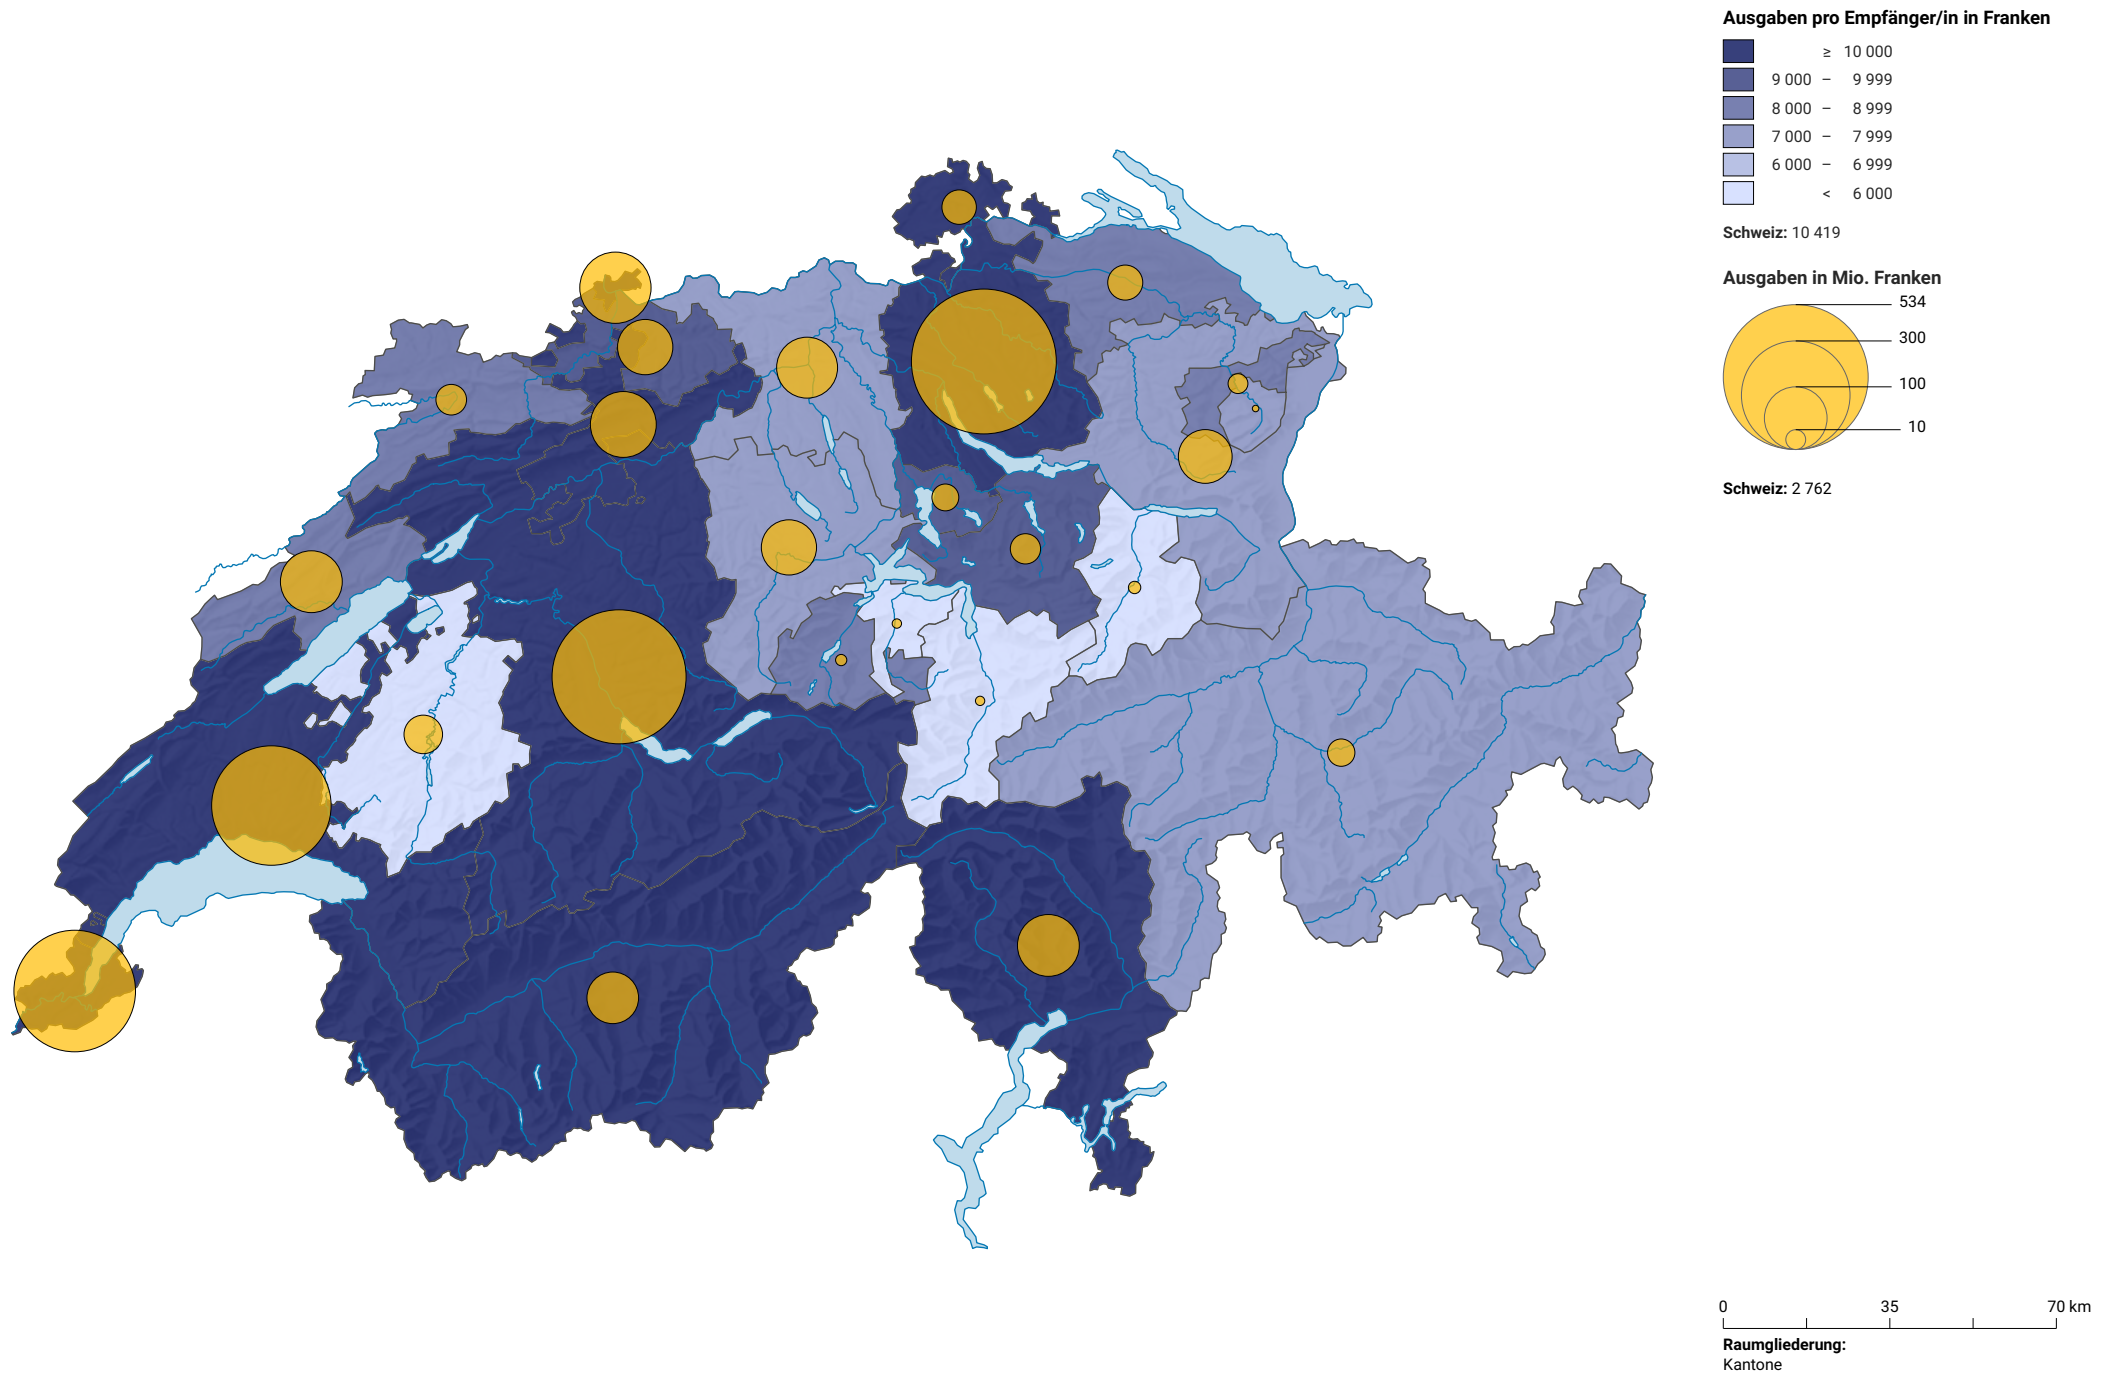 Ausgaben pro Empfänger/in in Franken
≥ 10 000
9 000 – 9 999
8 000 – 8 999
7 000 – 7 999
6 000 – 6 999
< 6 000
Schweiz: 10 419
Ausgaben in Mio. Franken
534
300
100
10
Schweiz: 2 762
0 35 70 km
Raumgliederung:
Kantone